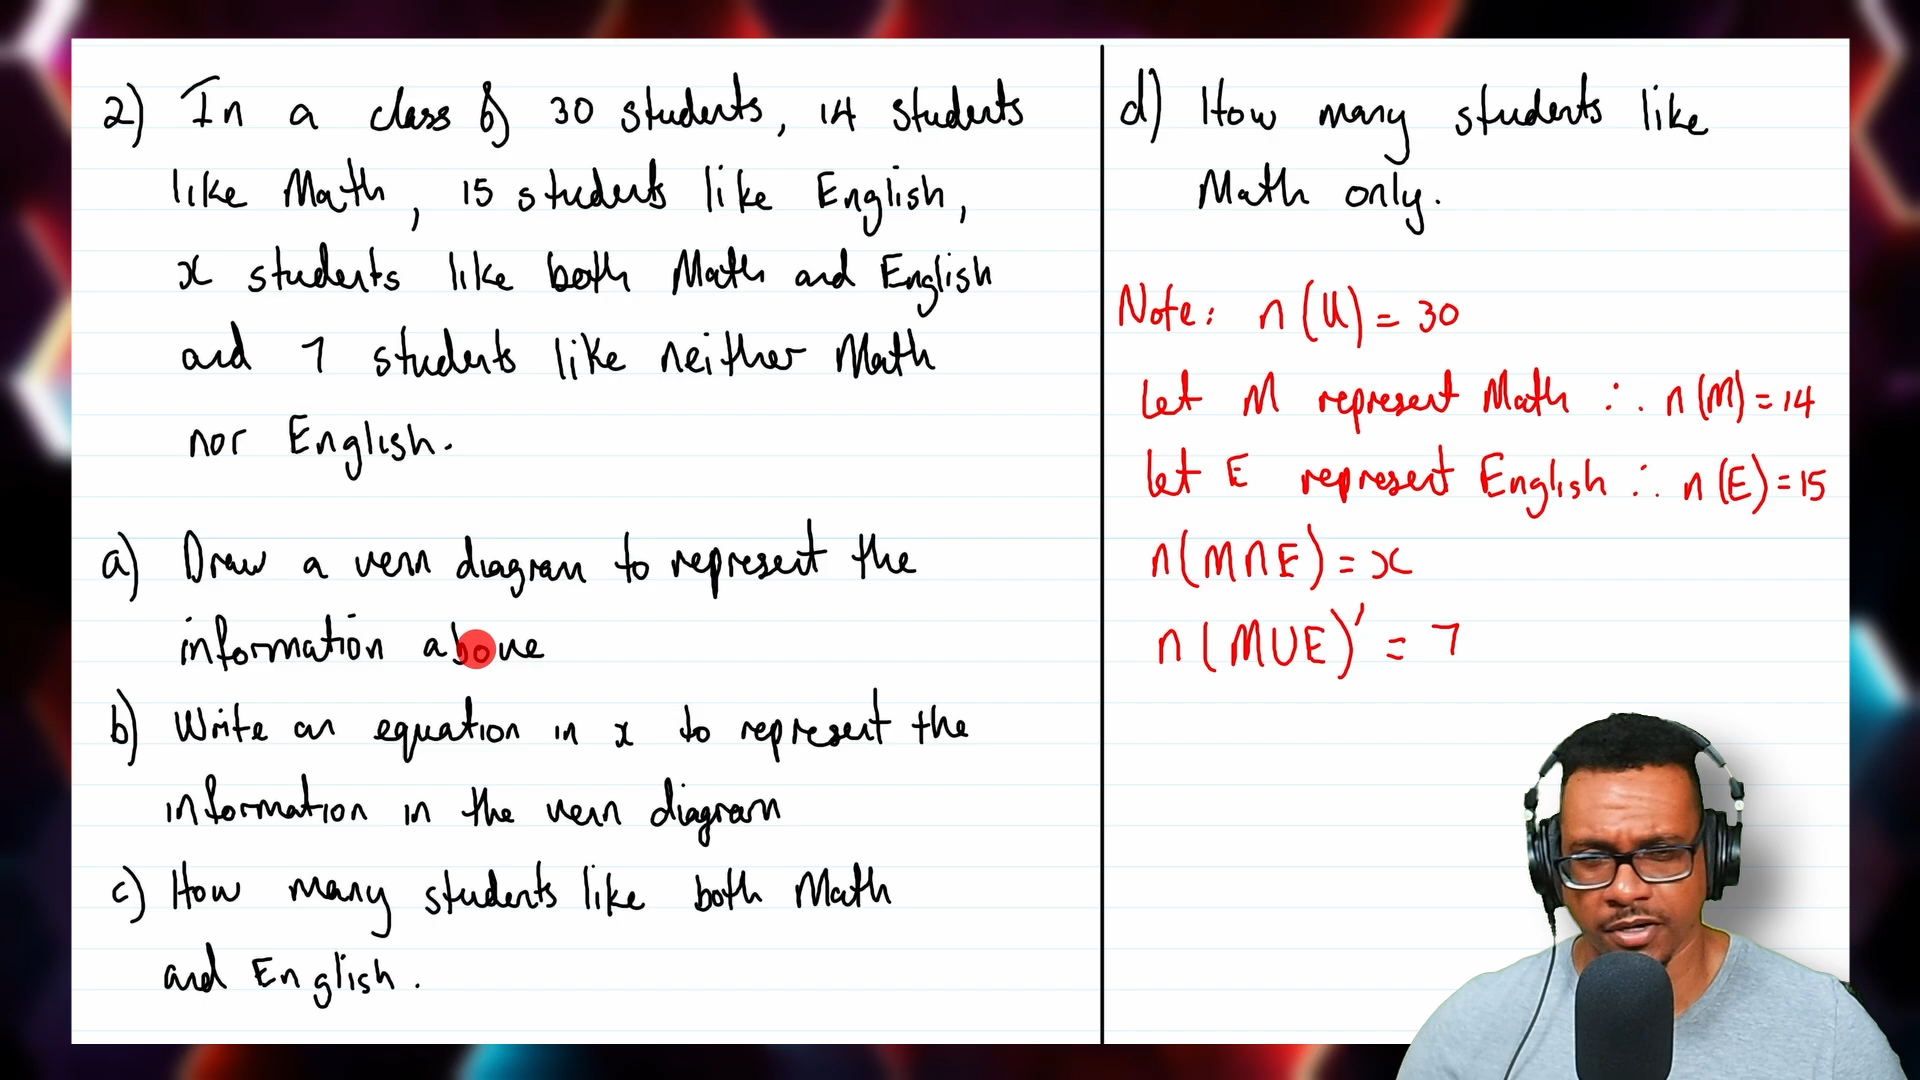 2) In a class of 30 students, 14 students
like Math, 15 students like English,
x students like both Math and English
and 7 students like neither Math
nor English.
a) Draw a venn diagram to represent the
information above
b) Write an equation in x to represent the
information in the venn diagram
c) How many students like both Math
and English.
d) How many students like
Math only.
Note: n(U) = 30
Let M represent Math ∴ n(M) = 14
Let E represent English ∴ n(E) = 15
n(M∩E) = x
n(M∪E)' = 7